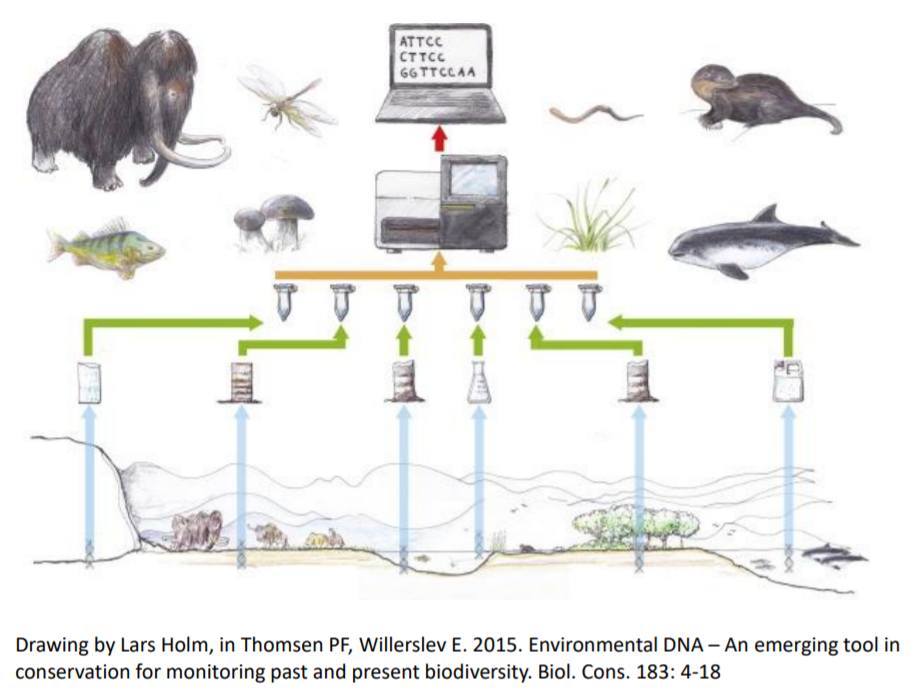 ATTCC
CTTCC
GGTTCCAA
Drawing by Lars Holm, in Thomsen PF, Willerslev E. 2015. Environmental DNA – An emerging tool in
conservation for monitoring past and present biodiversity. Biol. Cons. 183: 4-18